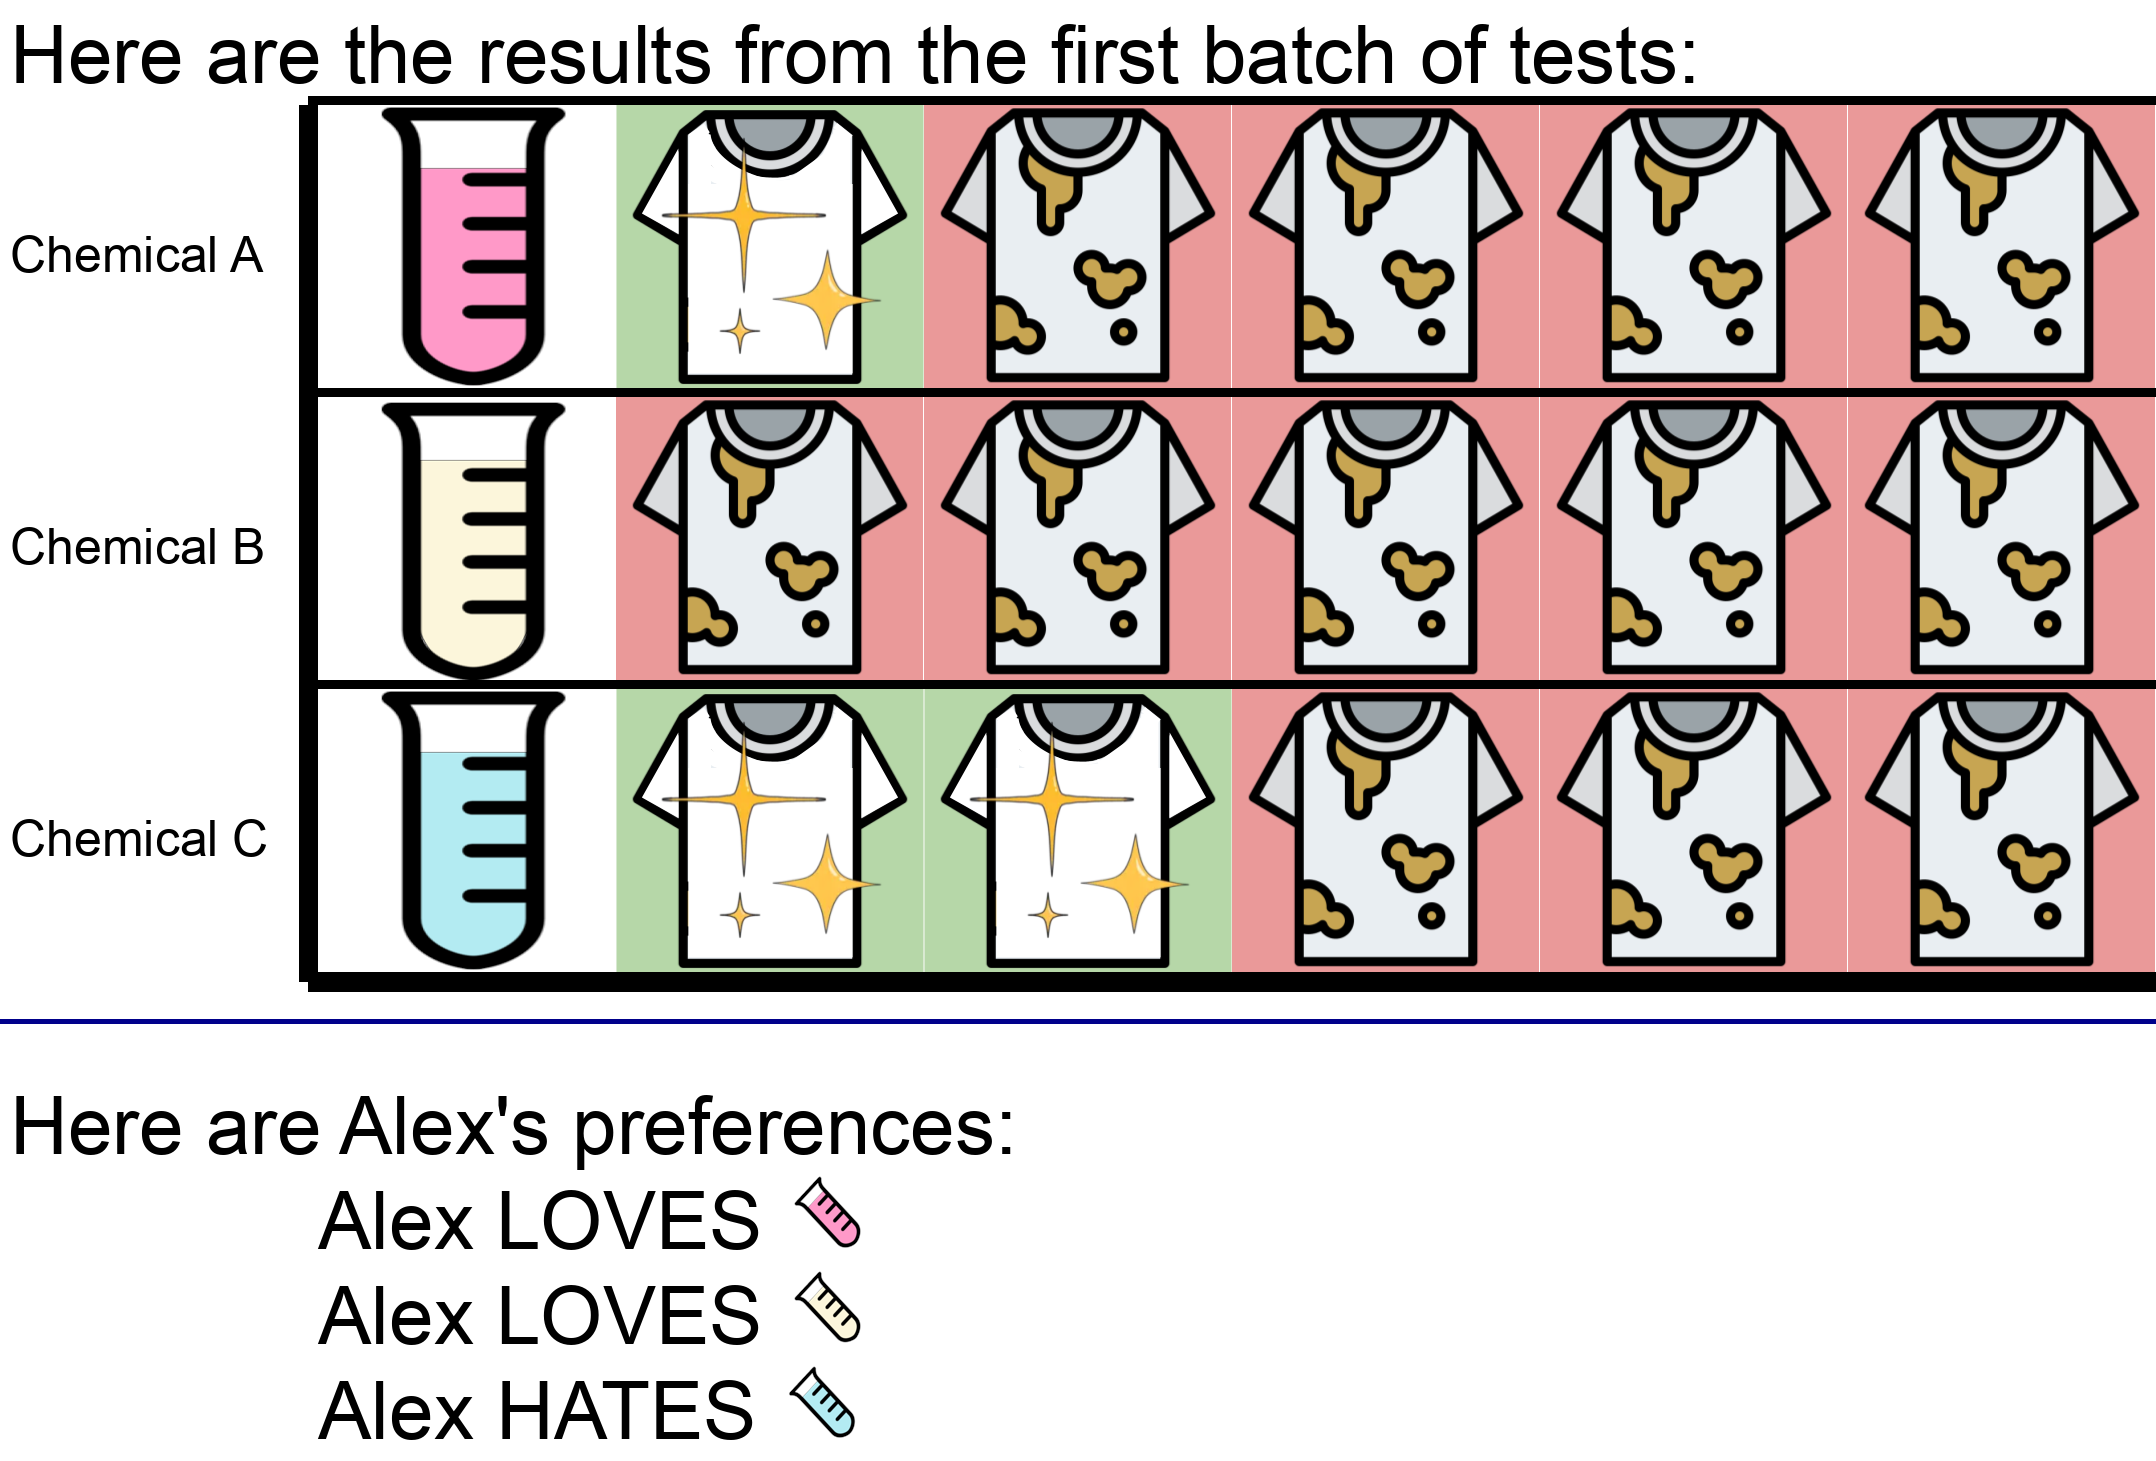 Here are the results from the first batch of tests:
Chemical A
Chemical B
Chemical C
Here are Alex's preferences:
Alex LOVES
Alex LOVES
Alex HATES